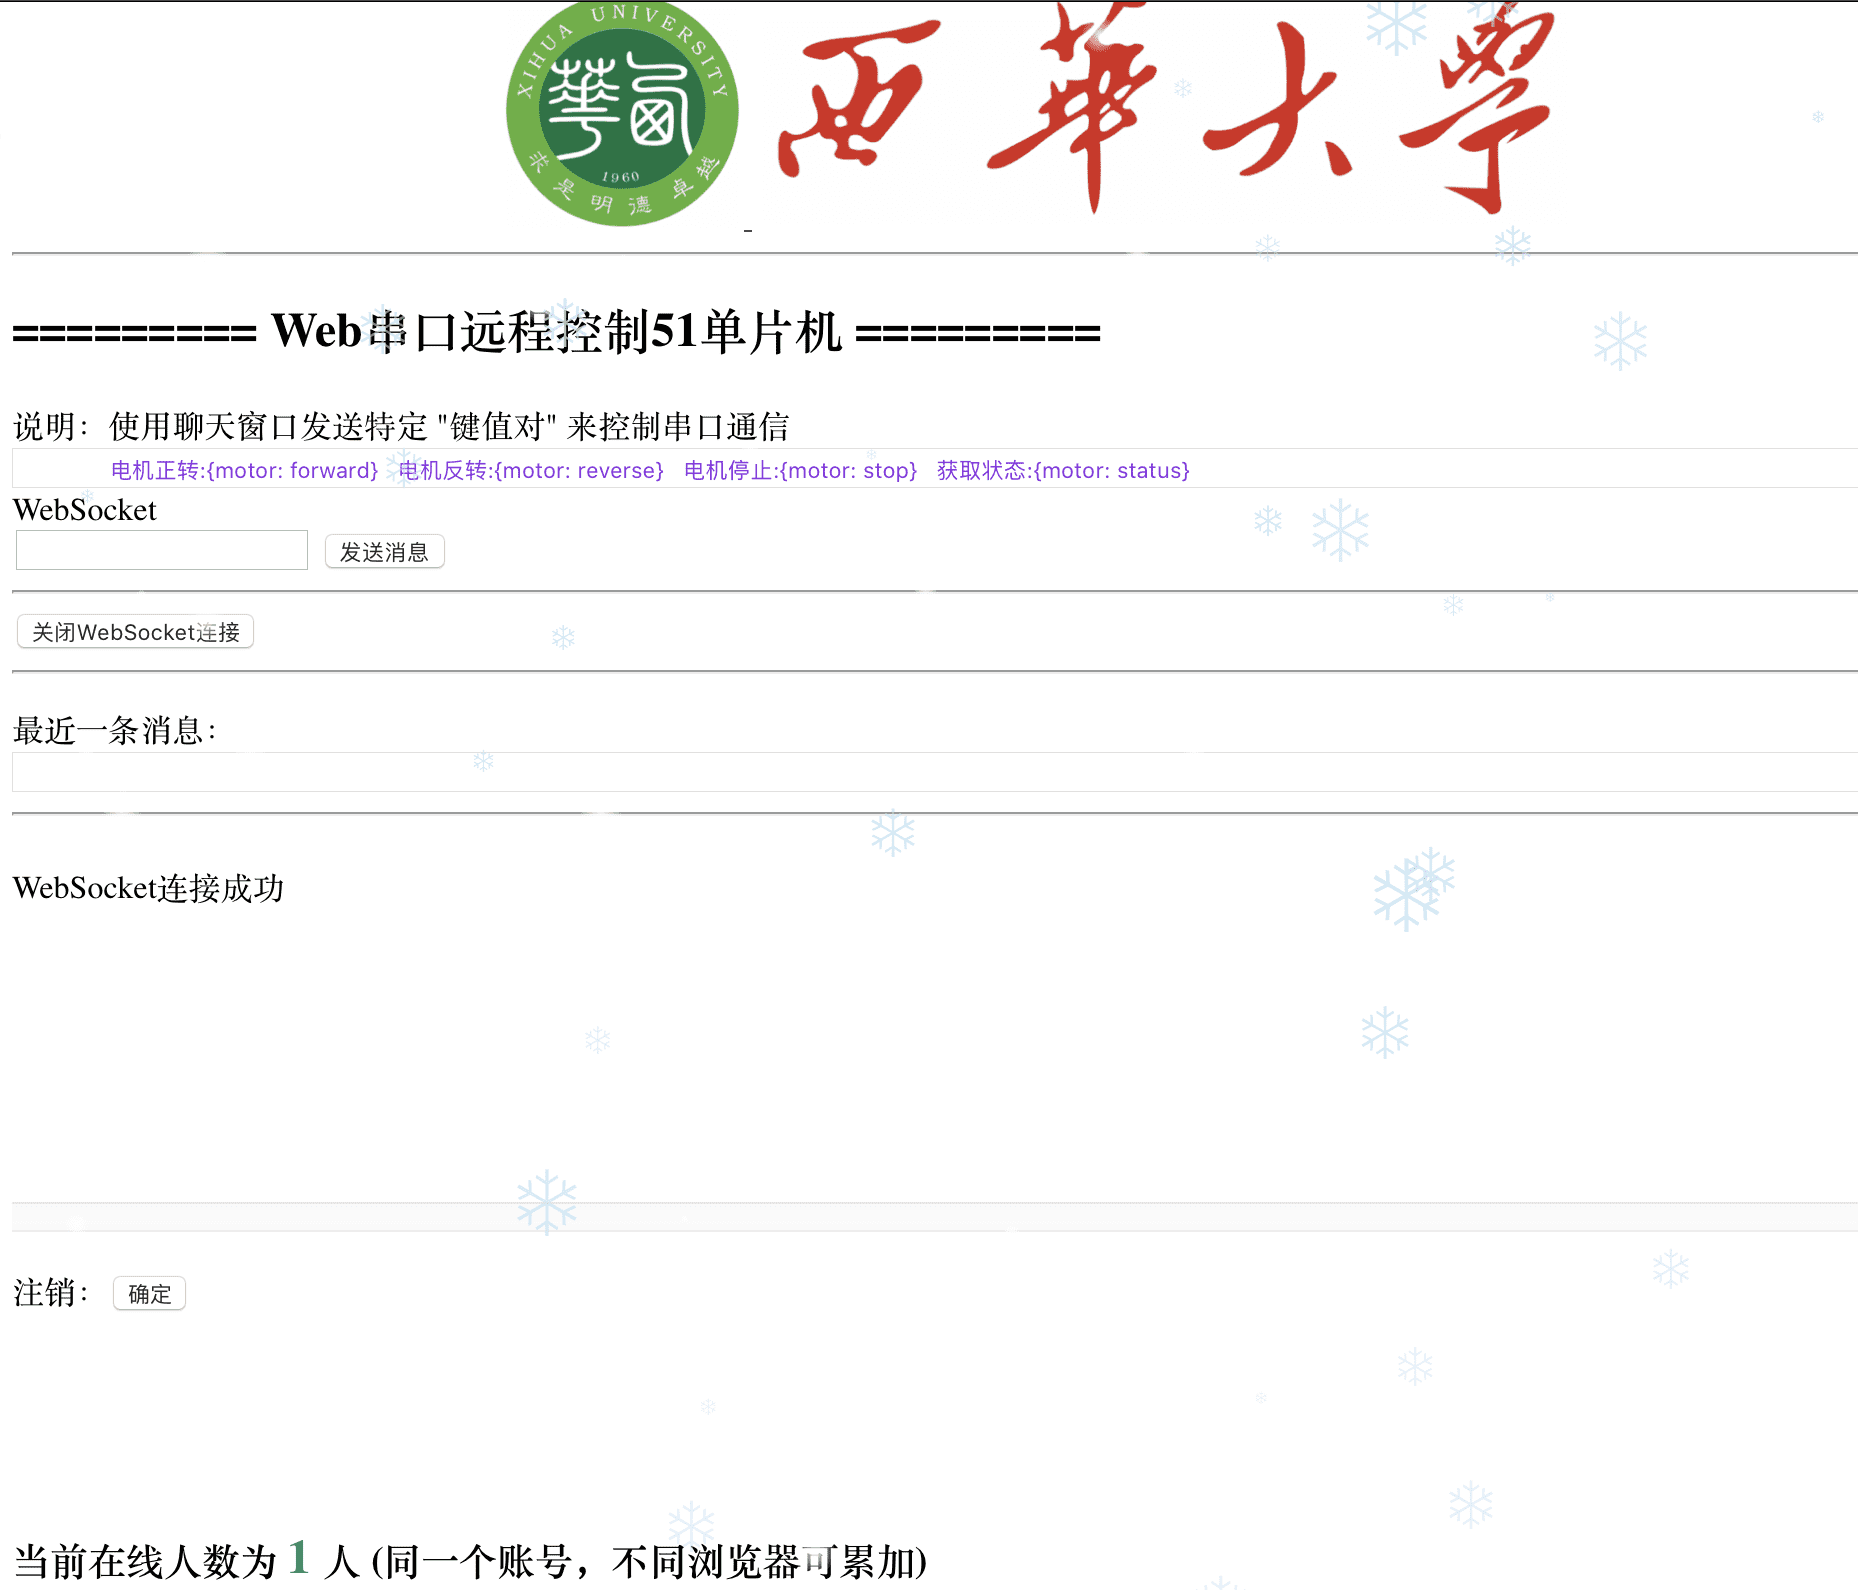 XIHUA UNIVERSITY
1960
求是明德卓越
西華大學
========= Web串口远程控制51单片机 =========
说明：使用聊天窗口发送特定 "键值对" 来控制串口通信
电机正转:{motor: forward} 电机反转:{motor: reverse} 电机停止:{motor: stop} 获取状态:{motor: status}
WebSocket
发送消息
关闭WebSocket连接
最近一条消息：
WebSocket连接成功
注销： 确定
当前在线人数为 1 人 (同一个账号，不同浏览器可累加)